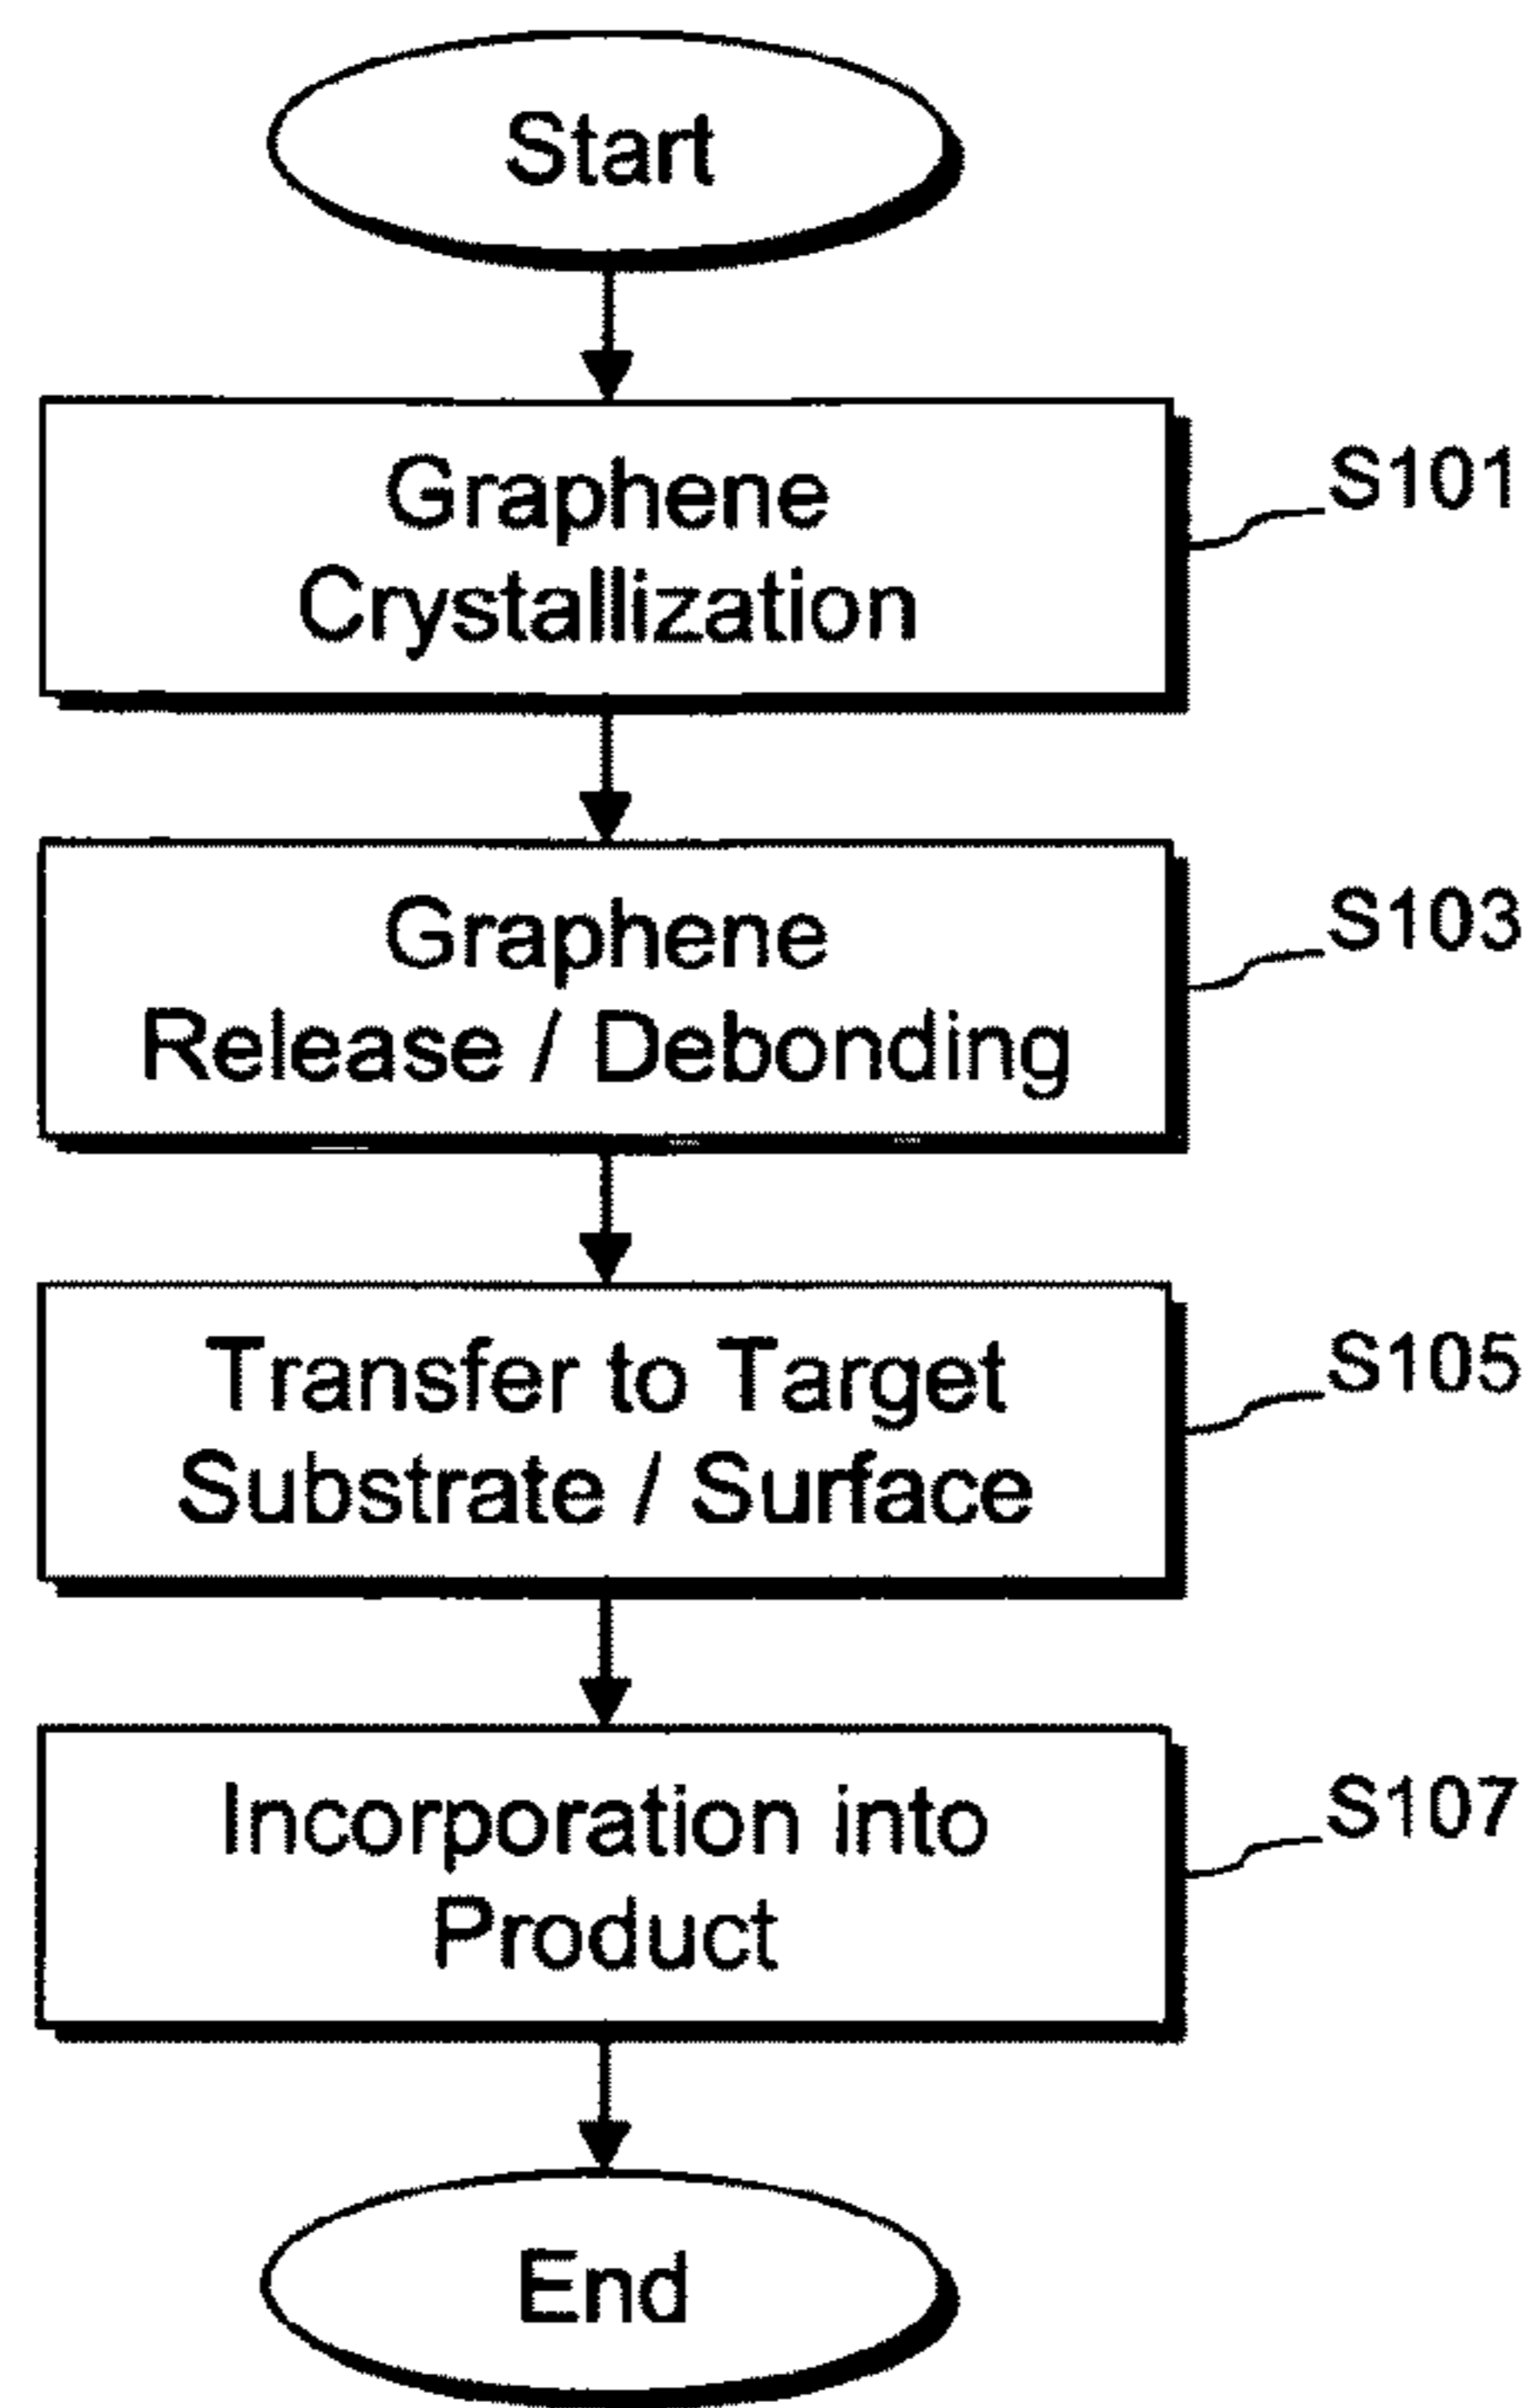 Start
Graphene
Crystallization
S101
Graphene
Release / Debonding
S103
Transfer to Target
Substrate / Surface
S105
Incorporation into
Product
S107
End